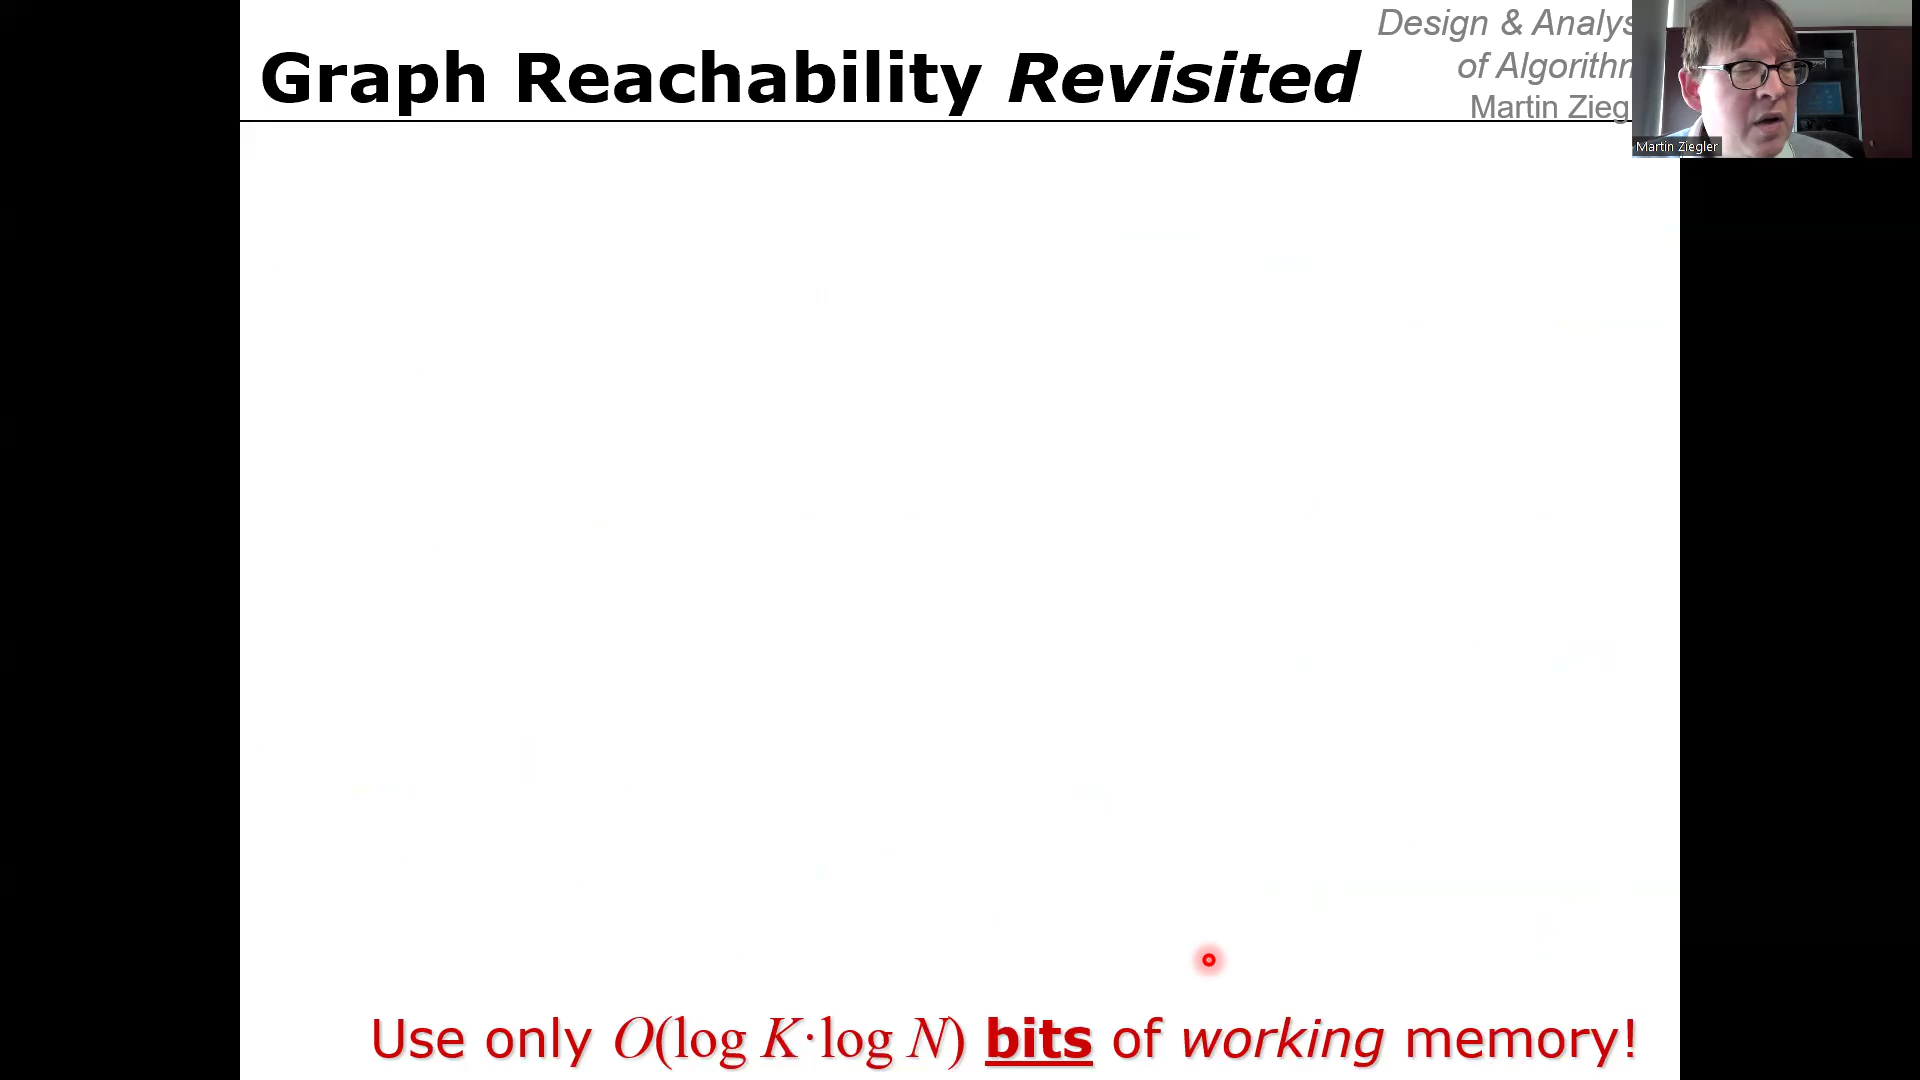 Graph Reachability Revisited
Design & Analys
of Algorithm
Martin Zieg
Martin Ziegler
Use only O(log K·log N) bits of working memory!